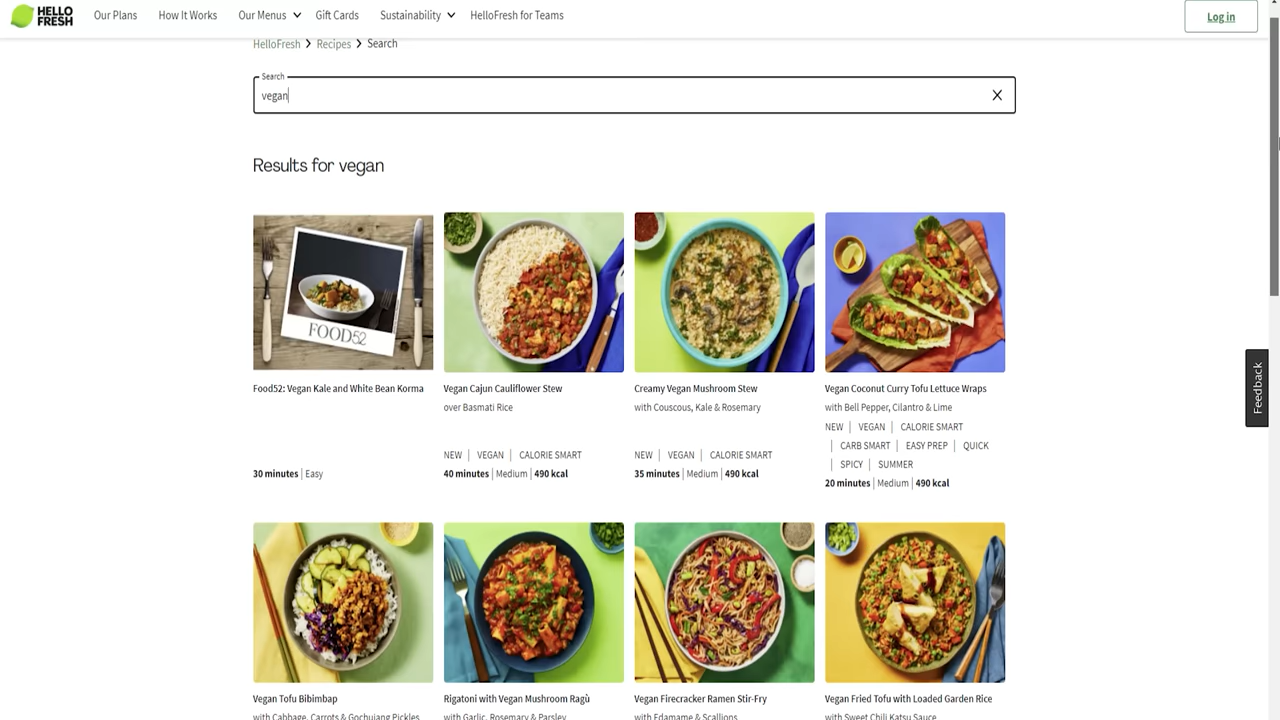 HELLO
FRESH
Our Plans How It Works Our Menus Gift Cards Sustainability HelloFresh for Teams Log in
HelloFresh Recipes Search
Search
vegan
Results for vegan
FOOD52
Food52: Vegan Kale and White Bean Korma
30 minutes | Easy
Vegan Cajun Cauliflower Stew
over Basmati Rice
NEW | VEGAN | CALORIE SMART
40 minutes | Medium | 490 kcal
Creamy Vegan Mushroom Stew
with Couscous, Kale & Rosemary
NEW | VEGAN | CALORIE SMART
35 minutes | Medium | 490 kcal
Vegan Coconut Curry Tofu Lettuce Wraps
with Bell Pepper, Cilantro & Lime
NEW | VEGAN | CALORIE SMART
| CARB SMART | EASY PREP | QUICK
| SPICY | SUMMER
20 minutes | Medium | 490 kcal
Feedback
Vegan Tofu Bibimbap
with Cabbage, Carrots & Gochujang Pickles
Rigatoni with Vegan Mushroom Ragù
with Garlic, Rosemary & Parsley
Vegan Firecracker Ramen Stir-Fry
with Edamame & Scallions
Vegan Fried Tofu with Loaded Garden Rice
with Sweet Chili Katsu Sauce